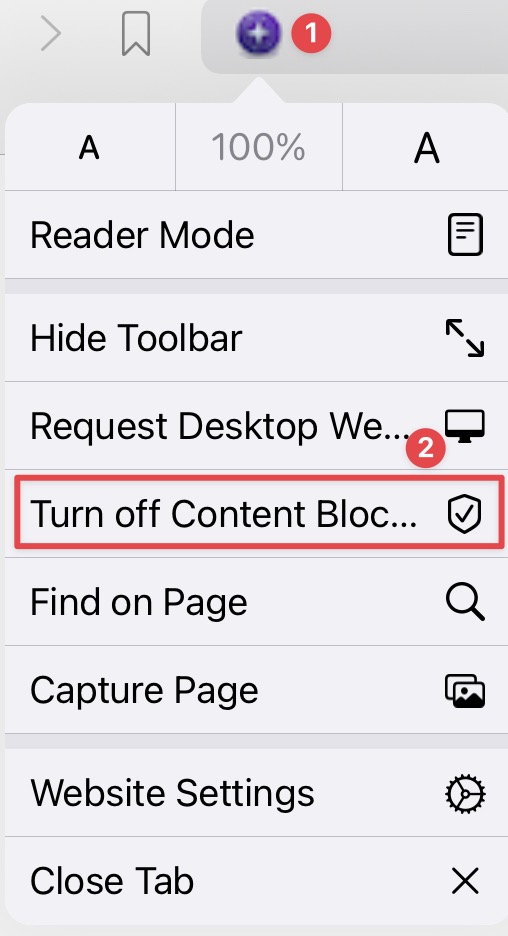 1
A
100%
A
Reader Mode
Hide Toolbar
Request Desktop We...
2
Turn off Content Bloc...
Find on Page
Capture Page
Website Settings
Close Tab